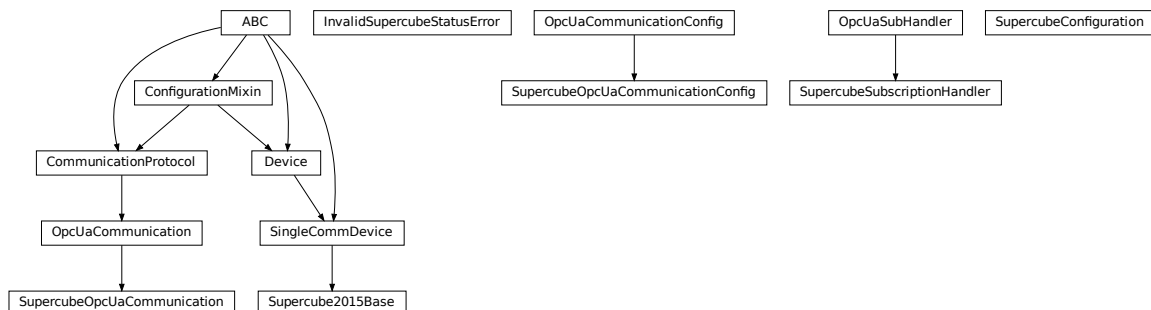 ABC
InvalidSupercubeStatusError
OpcUaCommunicationConfig
OpcUaSubHandler
SupercubeConfiguration
ConfigurationMixin
SupercubeOpcUaCommunicationConfig
SupercubeSubscriptionHandler
CommunicationProtocol
Device
OpcUaCommunication
SingleCommDevice
SupercubeOpcUaCommunication
Supercube2015Base